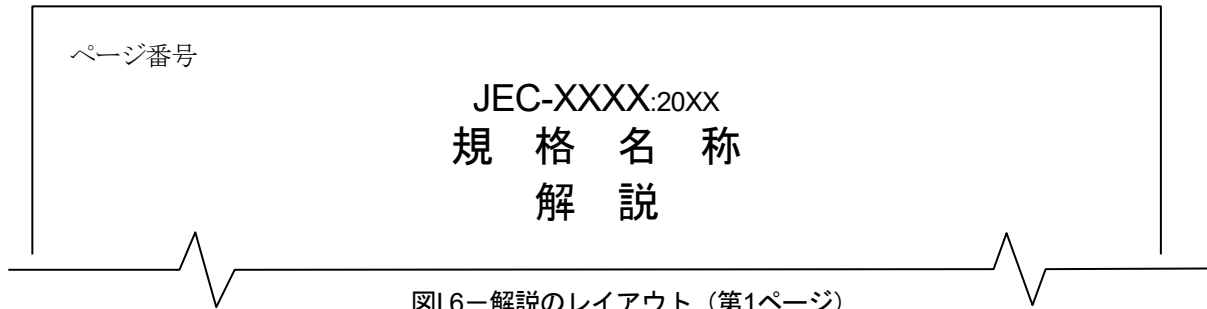 ページ番号
JEC-XXXX:20XX
規 格 名 称
解 説
図I.6－解説のレイアウト（第1ページ）